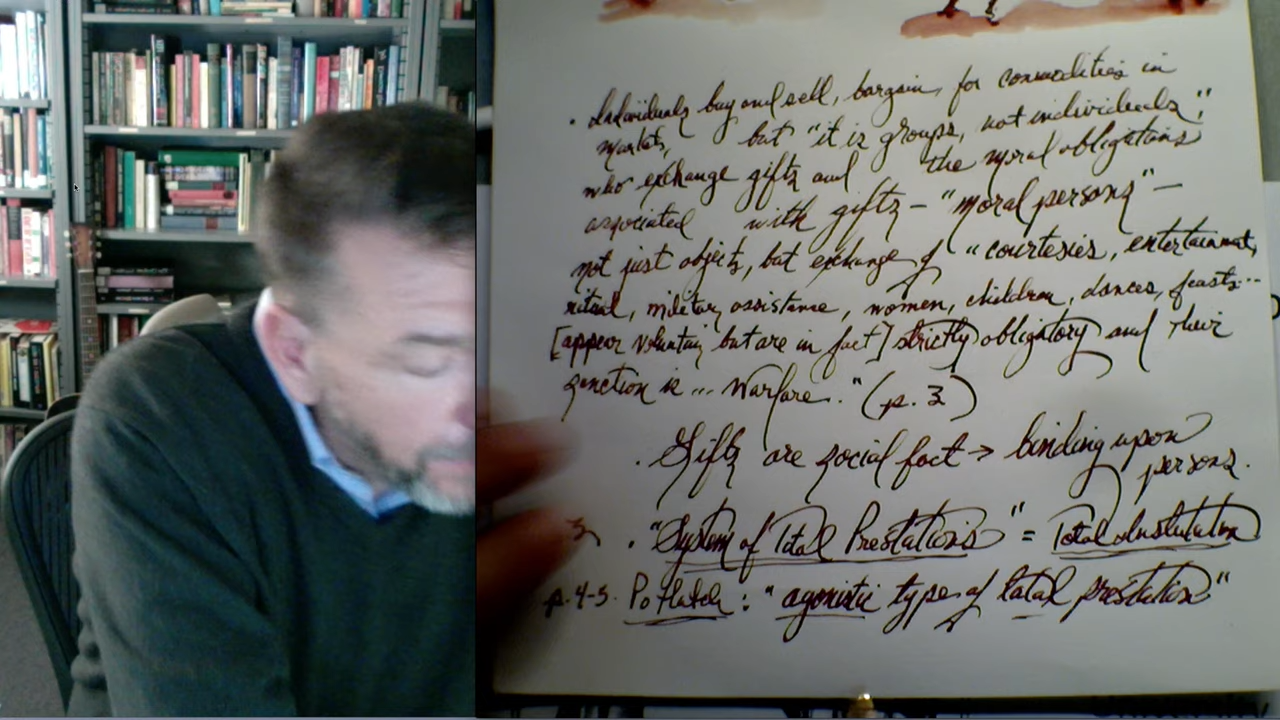 • Individuals buy and sell, bargain, for commodities in
markets, but "it is groups, not individuals,"
who exchange gifts and the moral obligations
associated with gifts – "moral persons" –
not just objects, but exchange of "courtesies, entertainment,
ritual, military assistance, women, children, dances, feasts...
[appear voluntary but are in fact] strictly obligatory and their
sanction is ... Warfare." (p. 3)
• Gifts are social fact → binding upon
persons.
3 • "System of Total Prestations" = Total Institution
p. 4-5. Potlatch : "agonistic type of total prestation"